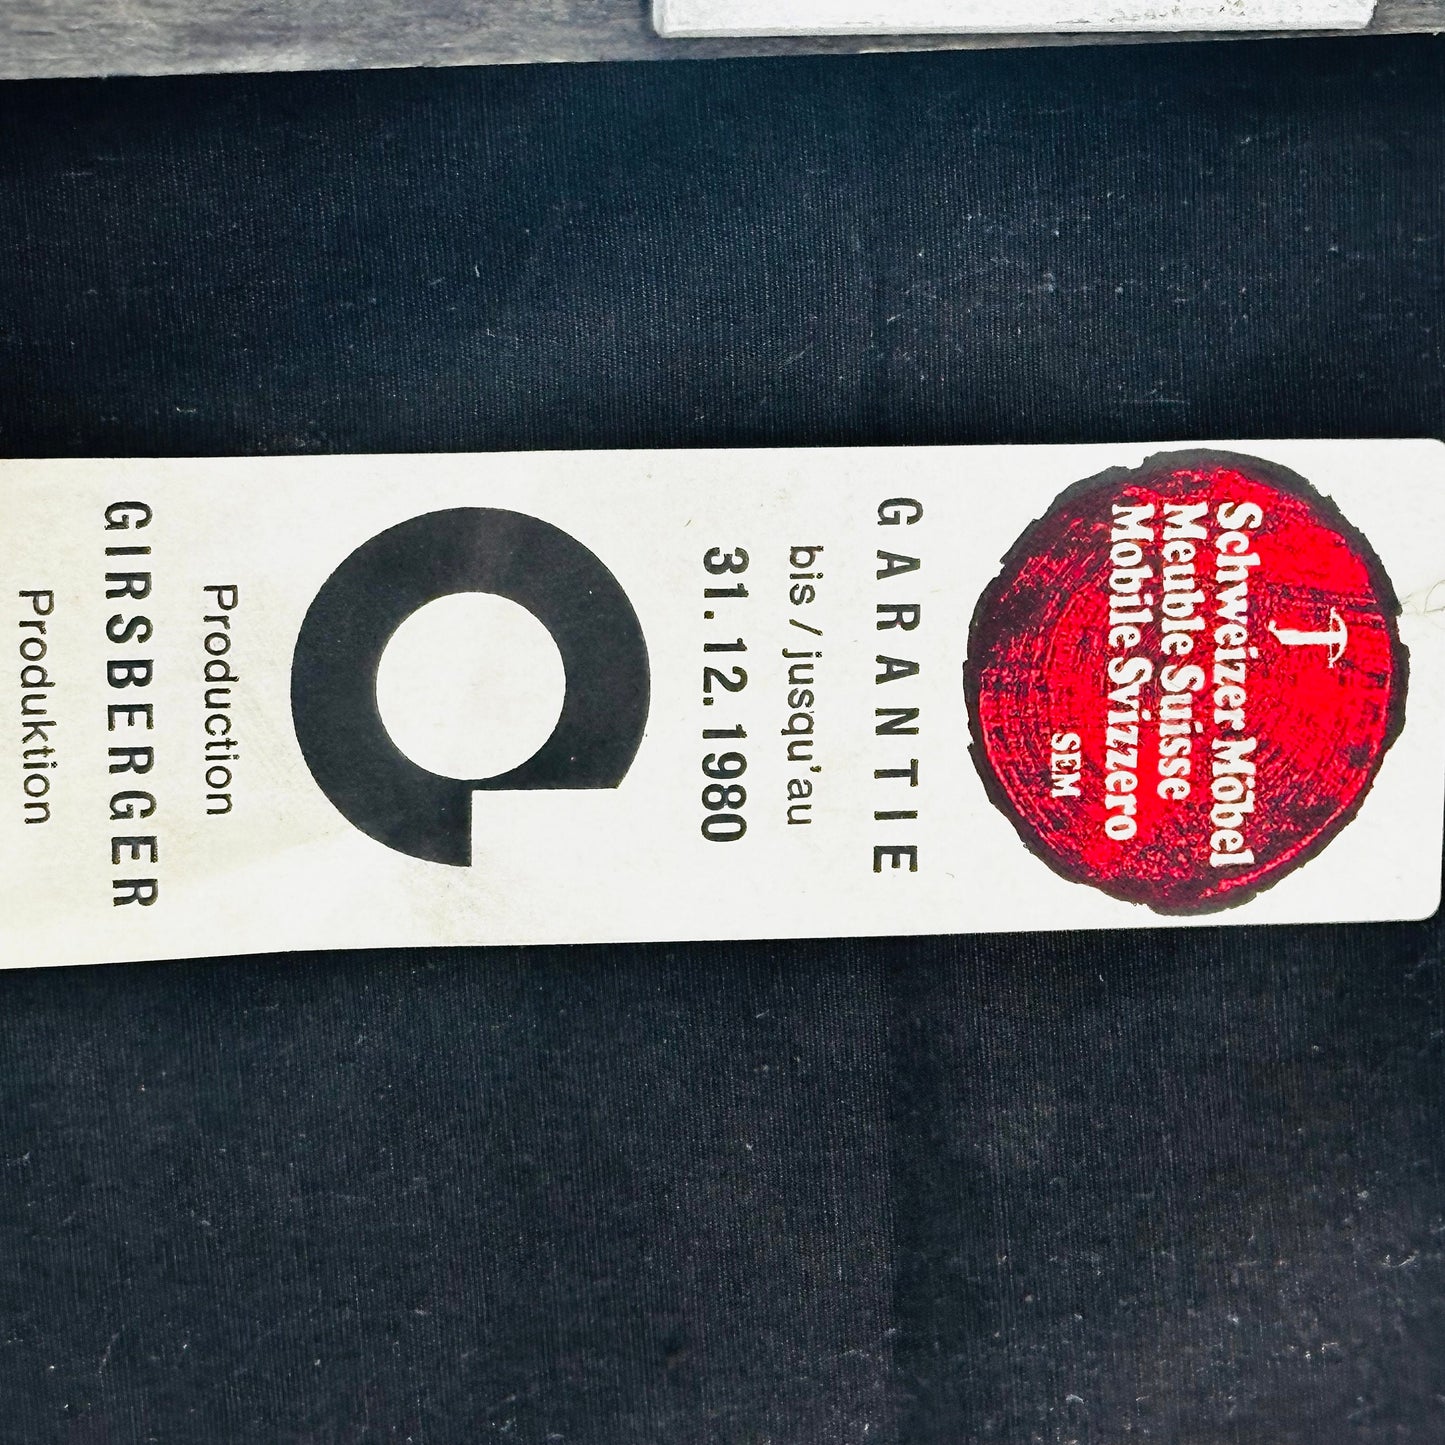 Schweizer Möbel
Meuble Suisse
Mobile Svizzero
SEM
GARANTIE
bis / jusqu'au
31.12.1980
Production
GIRSBERGER
Produktion